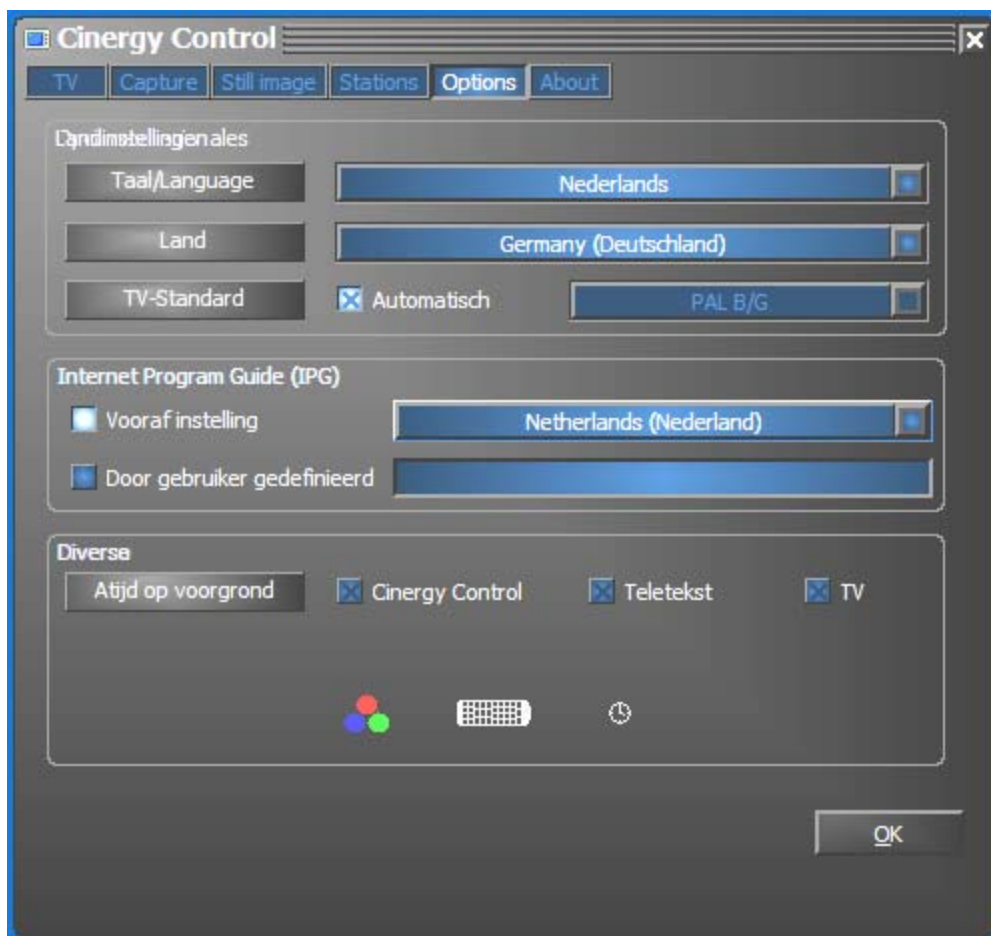 Cinergy Control
TV Capture Still image Stations Options About
Taal/Language Nederlands
Land Germany (Deutschland)
TV-Standard Automatisch PAL B/G
Internet Program Guide (IPG)
Vooraf instelling Netherlands (Nederland)
Door gebruiker gedefinieerd
Diverse
Atijd op voorgrond Cinergy Control Teletekst TV
OK